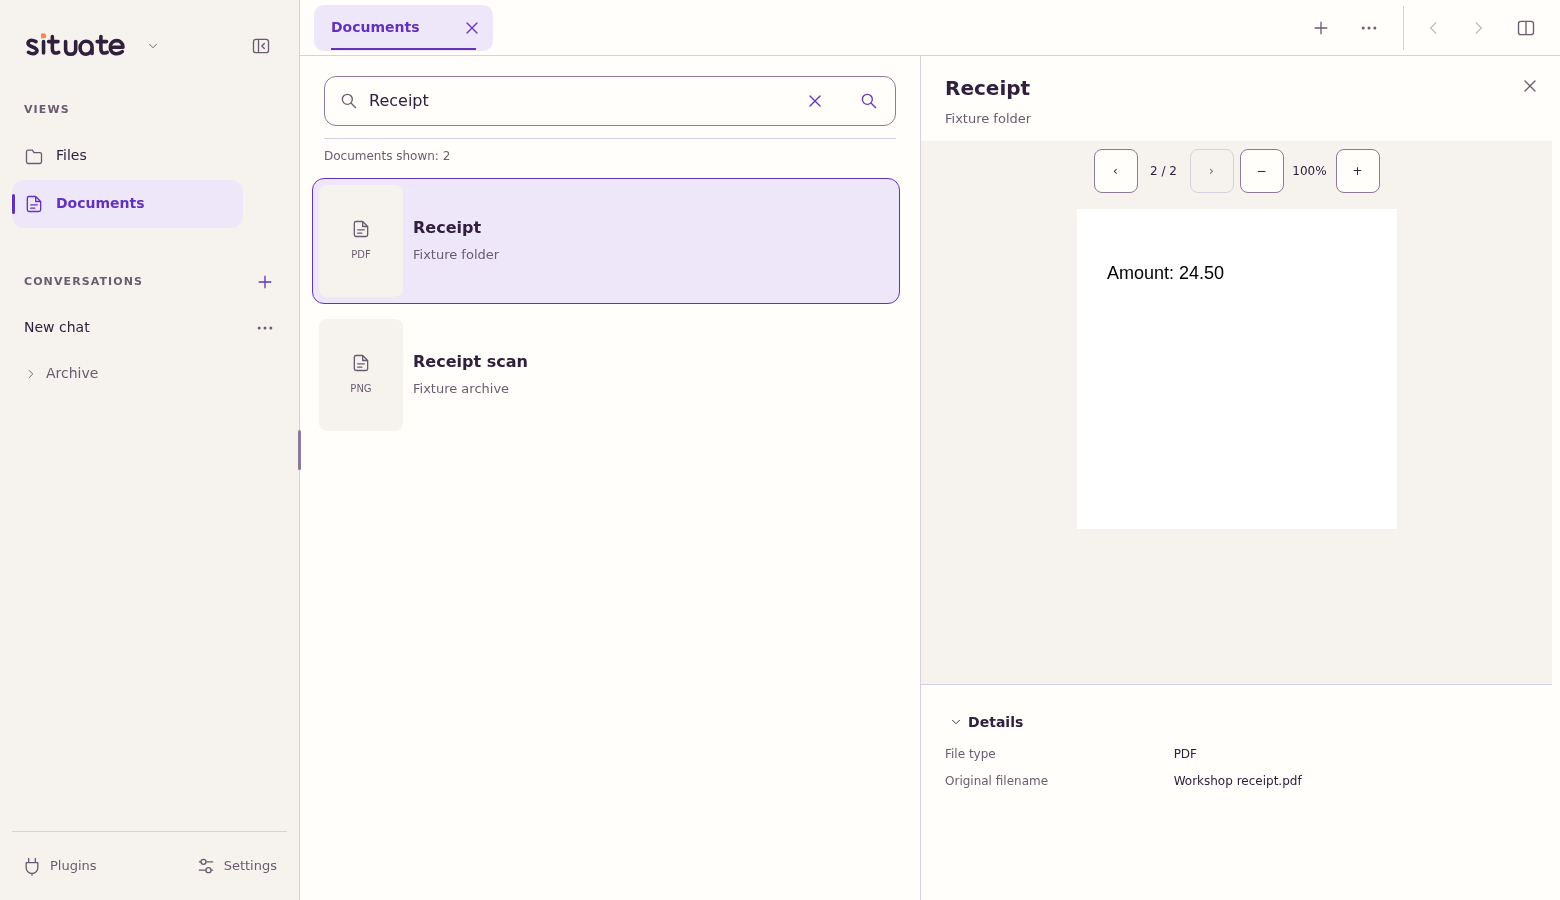 situate
VIEWS
Files
Documents
CONVERSATIONS
New chat
Archive
Plugins
Settings
Documents
Receipt
Documents shown: 2
PDF
Receipt
Fixture folder
PNG
Receipt scan
Fixture archive
Receipt
Fixture folder
2 / 2
100%
Amount: 24.50
Details
File type PDF
Original filename Workshop receipt.pdf